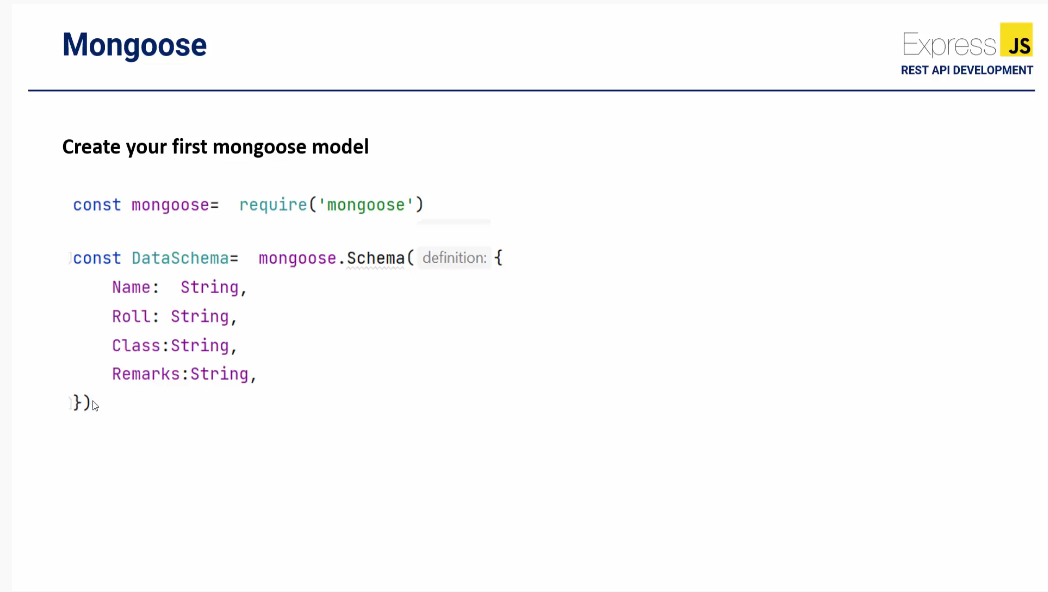 Mongoose
Express JS
REST API DEVELOPMENT
Create your first mongoose model
const mongoose=  require('mongoose')
const DataSchema=  mongoose.Schema( definition: {
    Name:  String,
    Roll: String,
    Class:String,
    Remarks:String,
})